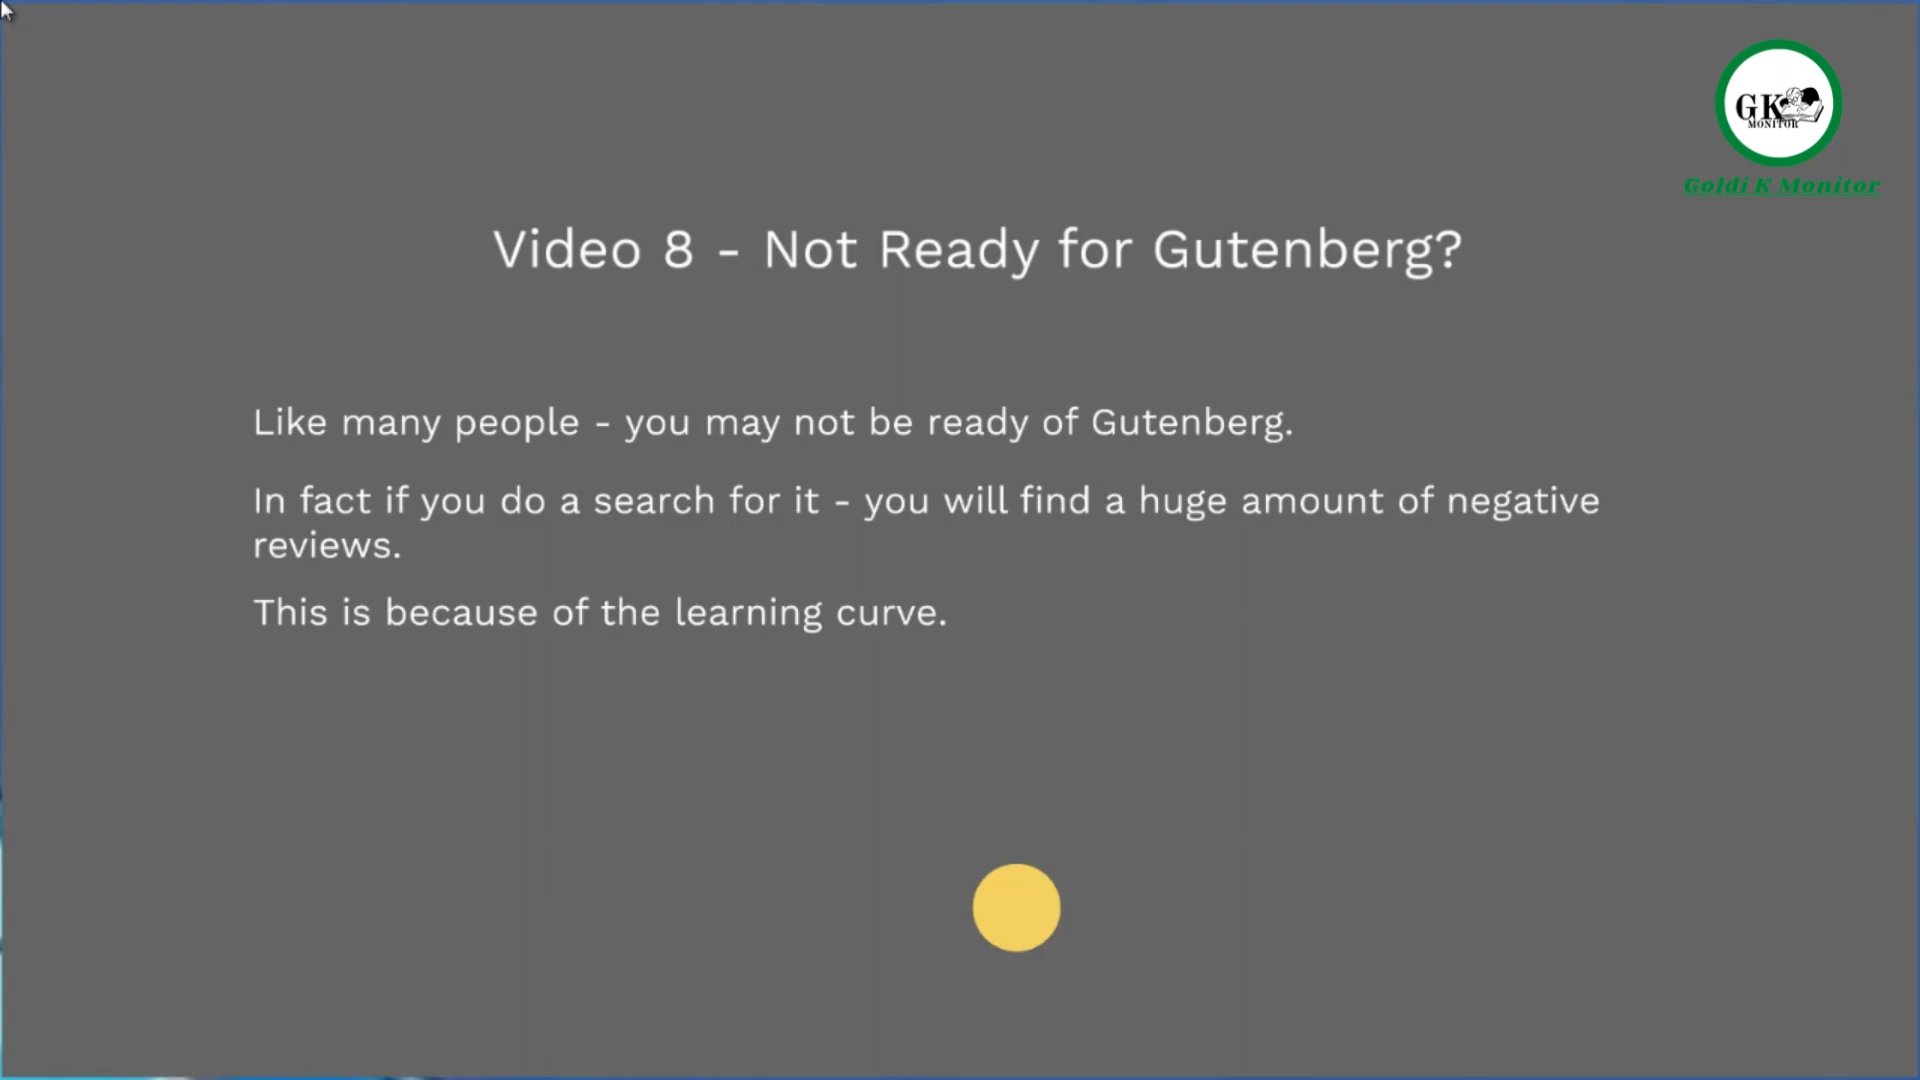 GK
MONITOR
Goldi K Monitor
Video 8 - Not Ready for Gutenberg?
Like many people - you may not be ready of Gutenberg.
In fact if you do a search for it - you will find a huge amount of negative
reviews.
This is because of the learning curve.